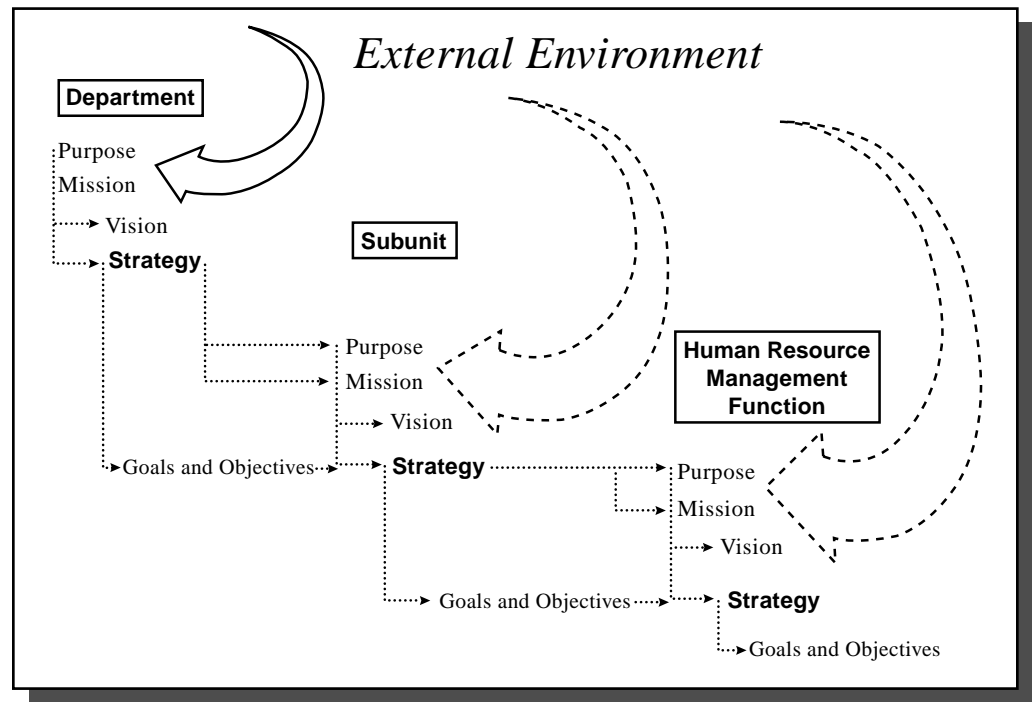 External Environment
Department
Purpose
Mission
Vision
Strategy
Goals and Objectives
Subunit
Purpose
Mission
Vision
Strategy
Goals and Objectives
Human Resource
Management
Function
Purpose
Mission
Vision
Strategy
Goals and Objectives